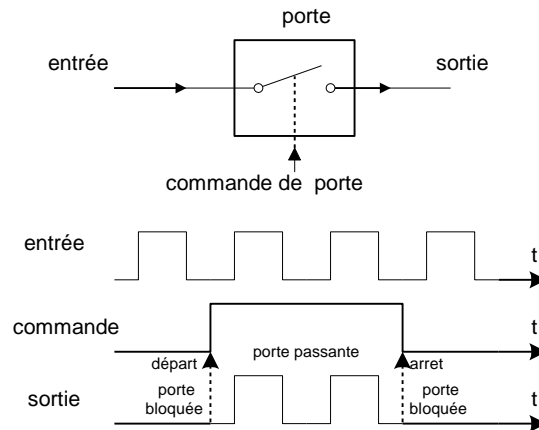 porte
entrée
sortie
commande de porte
entrée
t
commande
t
départ
porte passante
arret
sortie
porte
bloquée
porte
bloquée
t